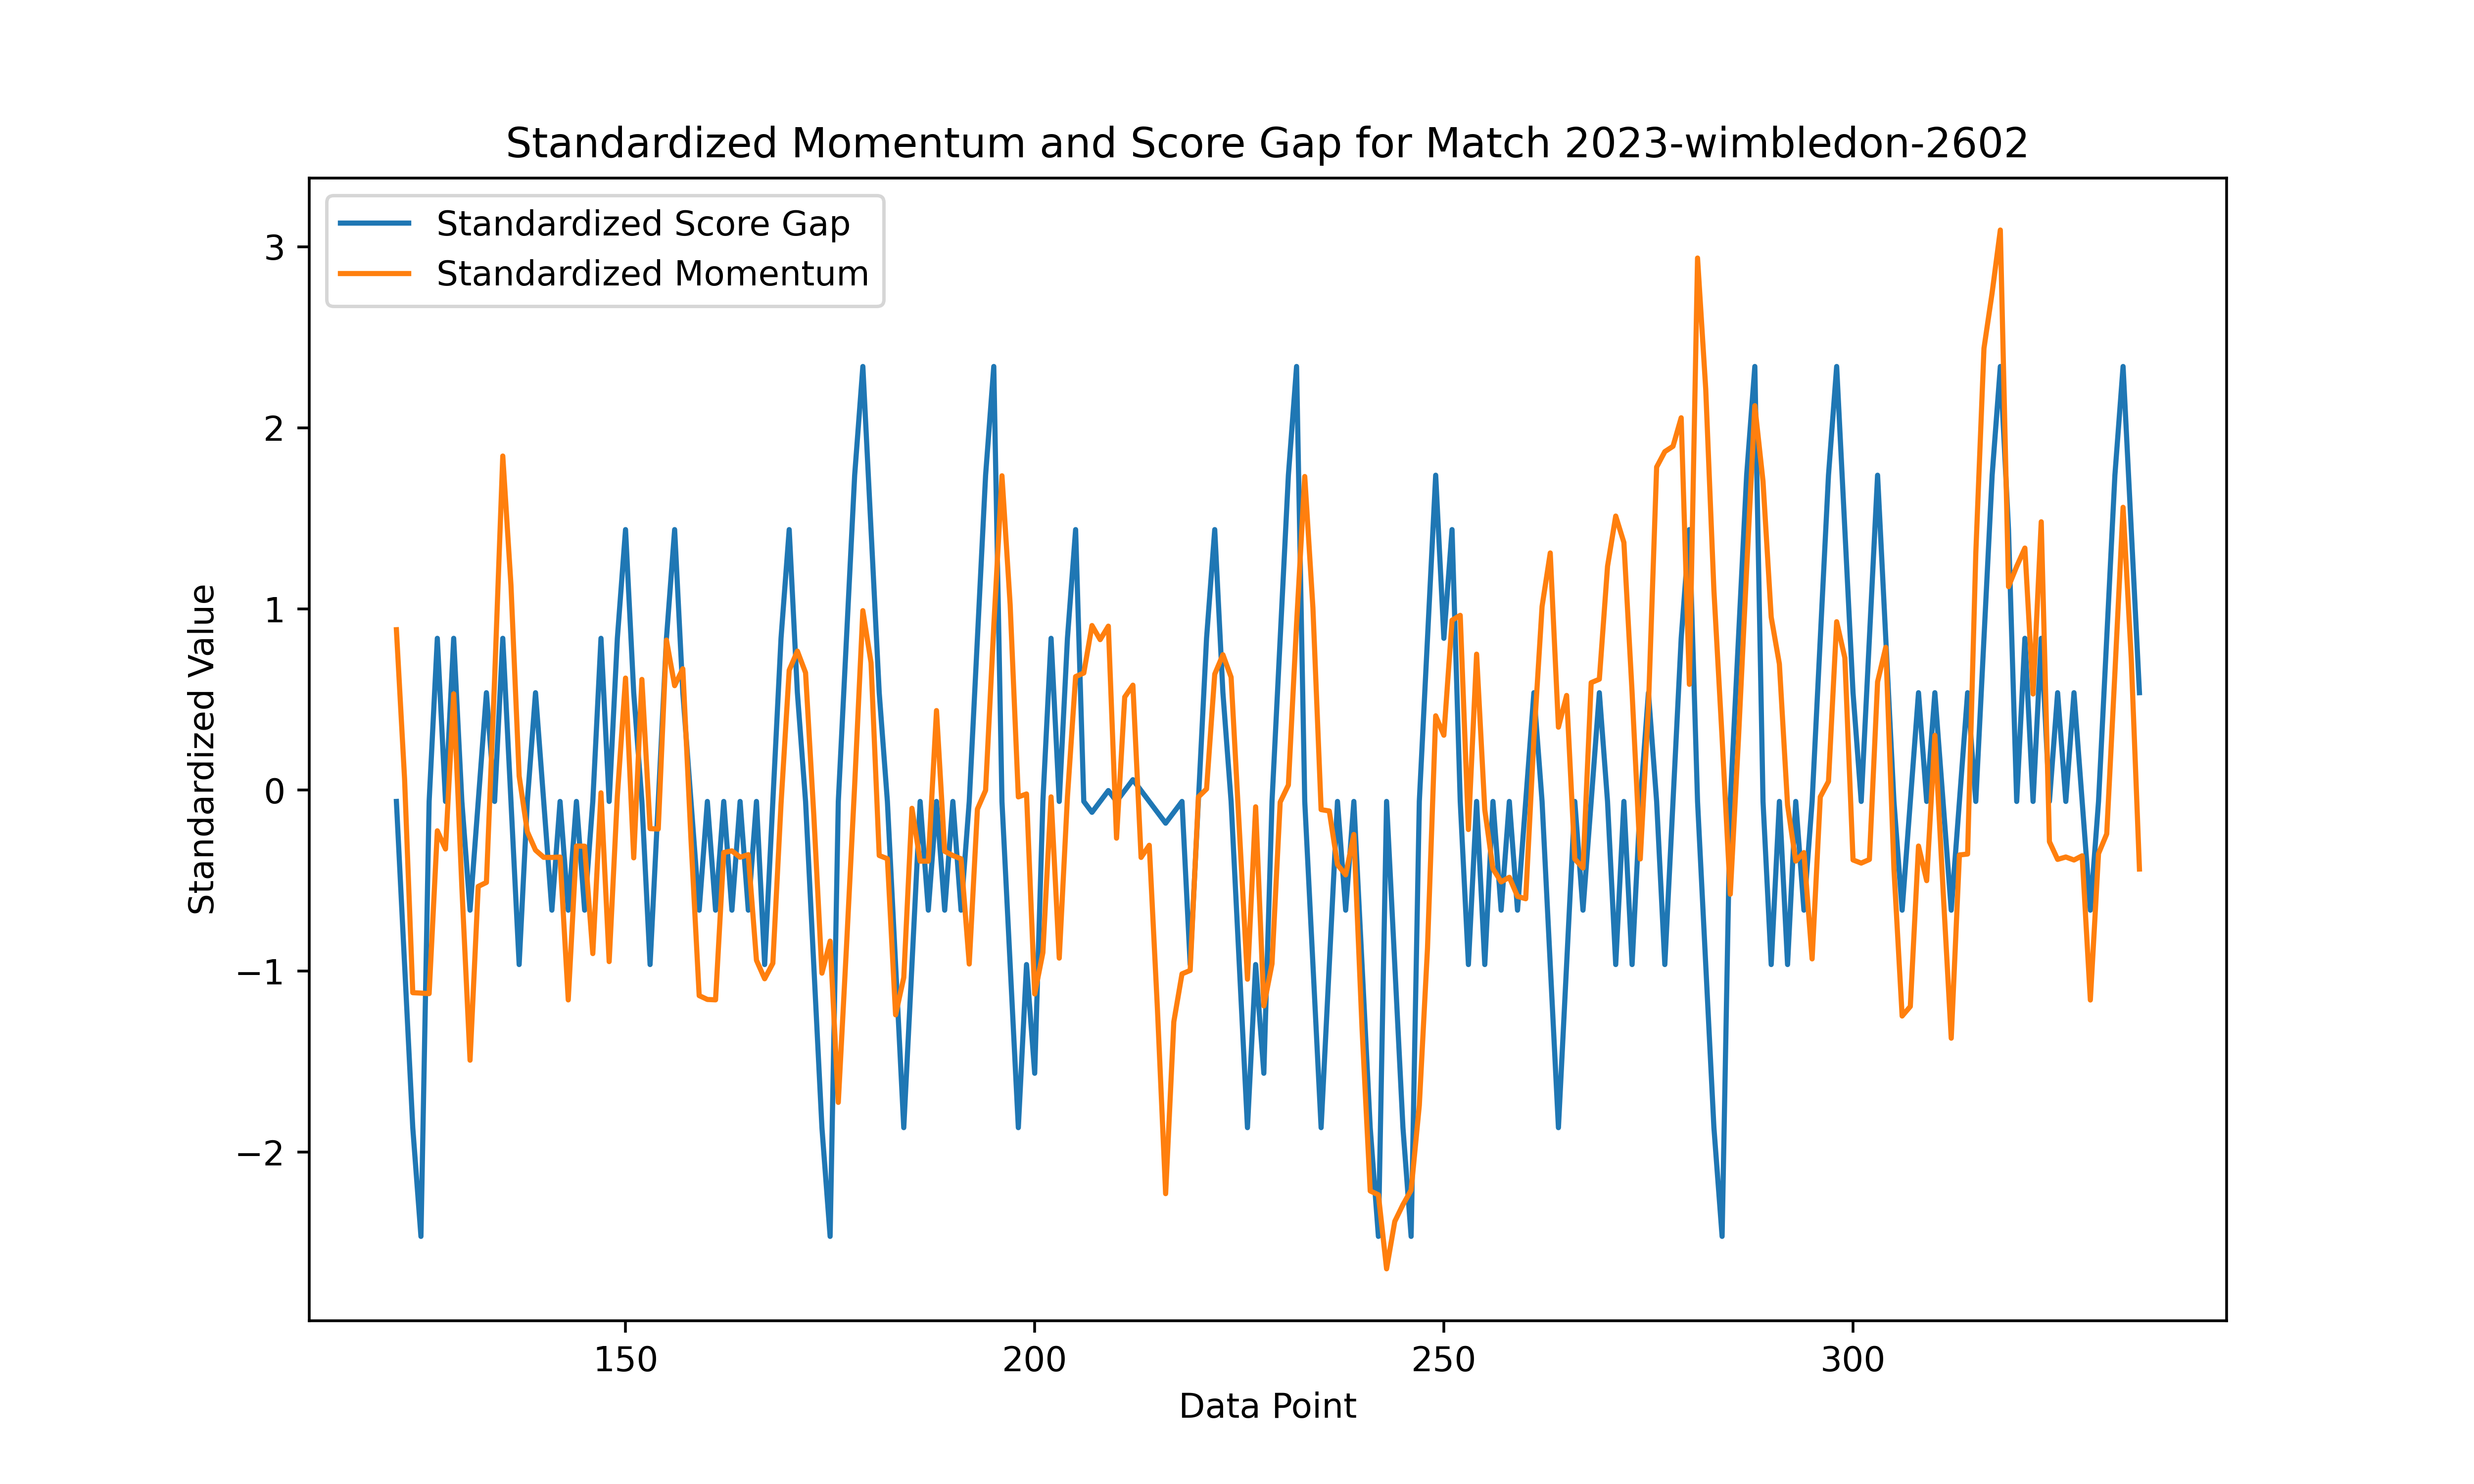 Standardized Momentum and Score Gap for Match 2023-wimbledon-2602
Standardized Score Gap
Standardized Momentum
3
2
1
0
−1
−2
Standardized Value
150
200
250
300
Data Point